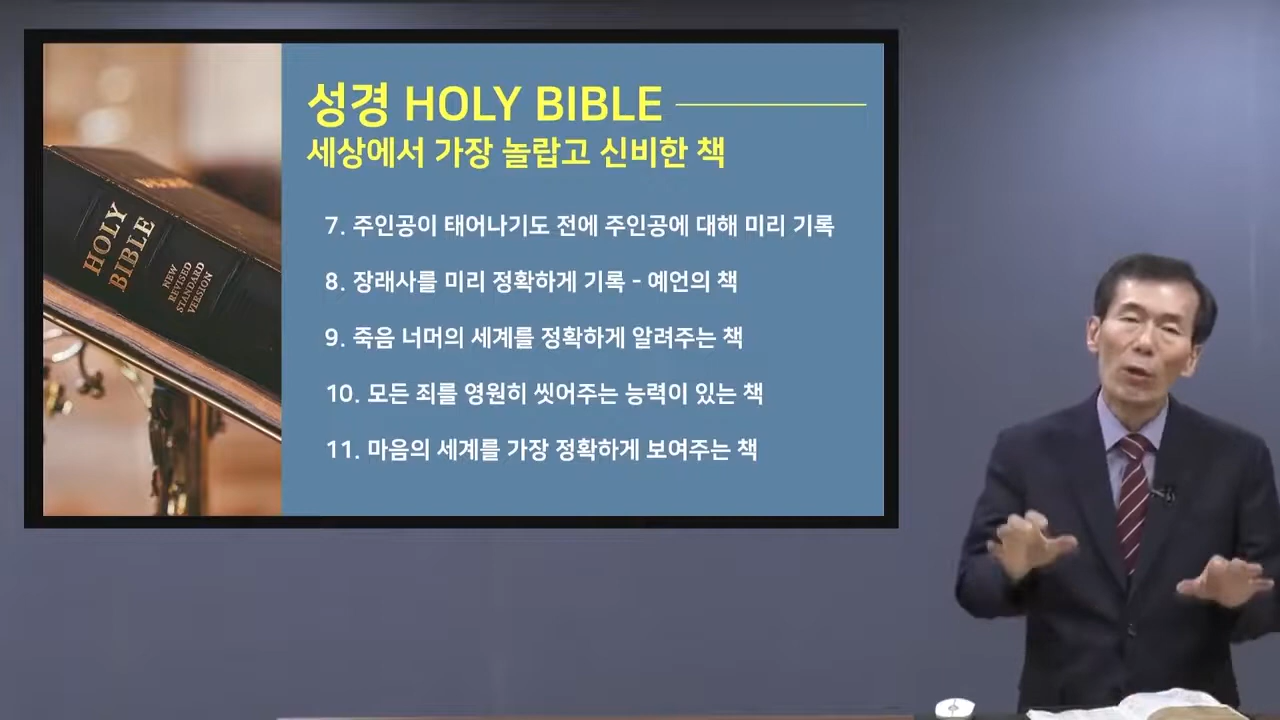 성경 HOLY BIBLE
세상에서 가장 놀랍고 신비한 책
7. 주인공이 태어나기도 전에 주인공에 대해 미리 기록
8. 장래사를 미리 정확하게 기록 - 예언의 책
9. 죽음 너머의 세계를 정확하게 알려주는 책
10. 모든 죄를 영원히 씻어주는 능력이 있는 책
11. 마음의 세계를 가장 정확하게 보여주는 책
HOLY
BIBLE
NEW
REVISED
STANDARD
VERSION